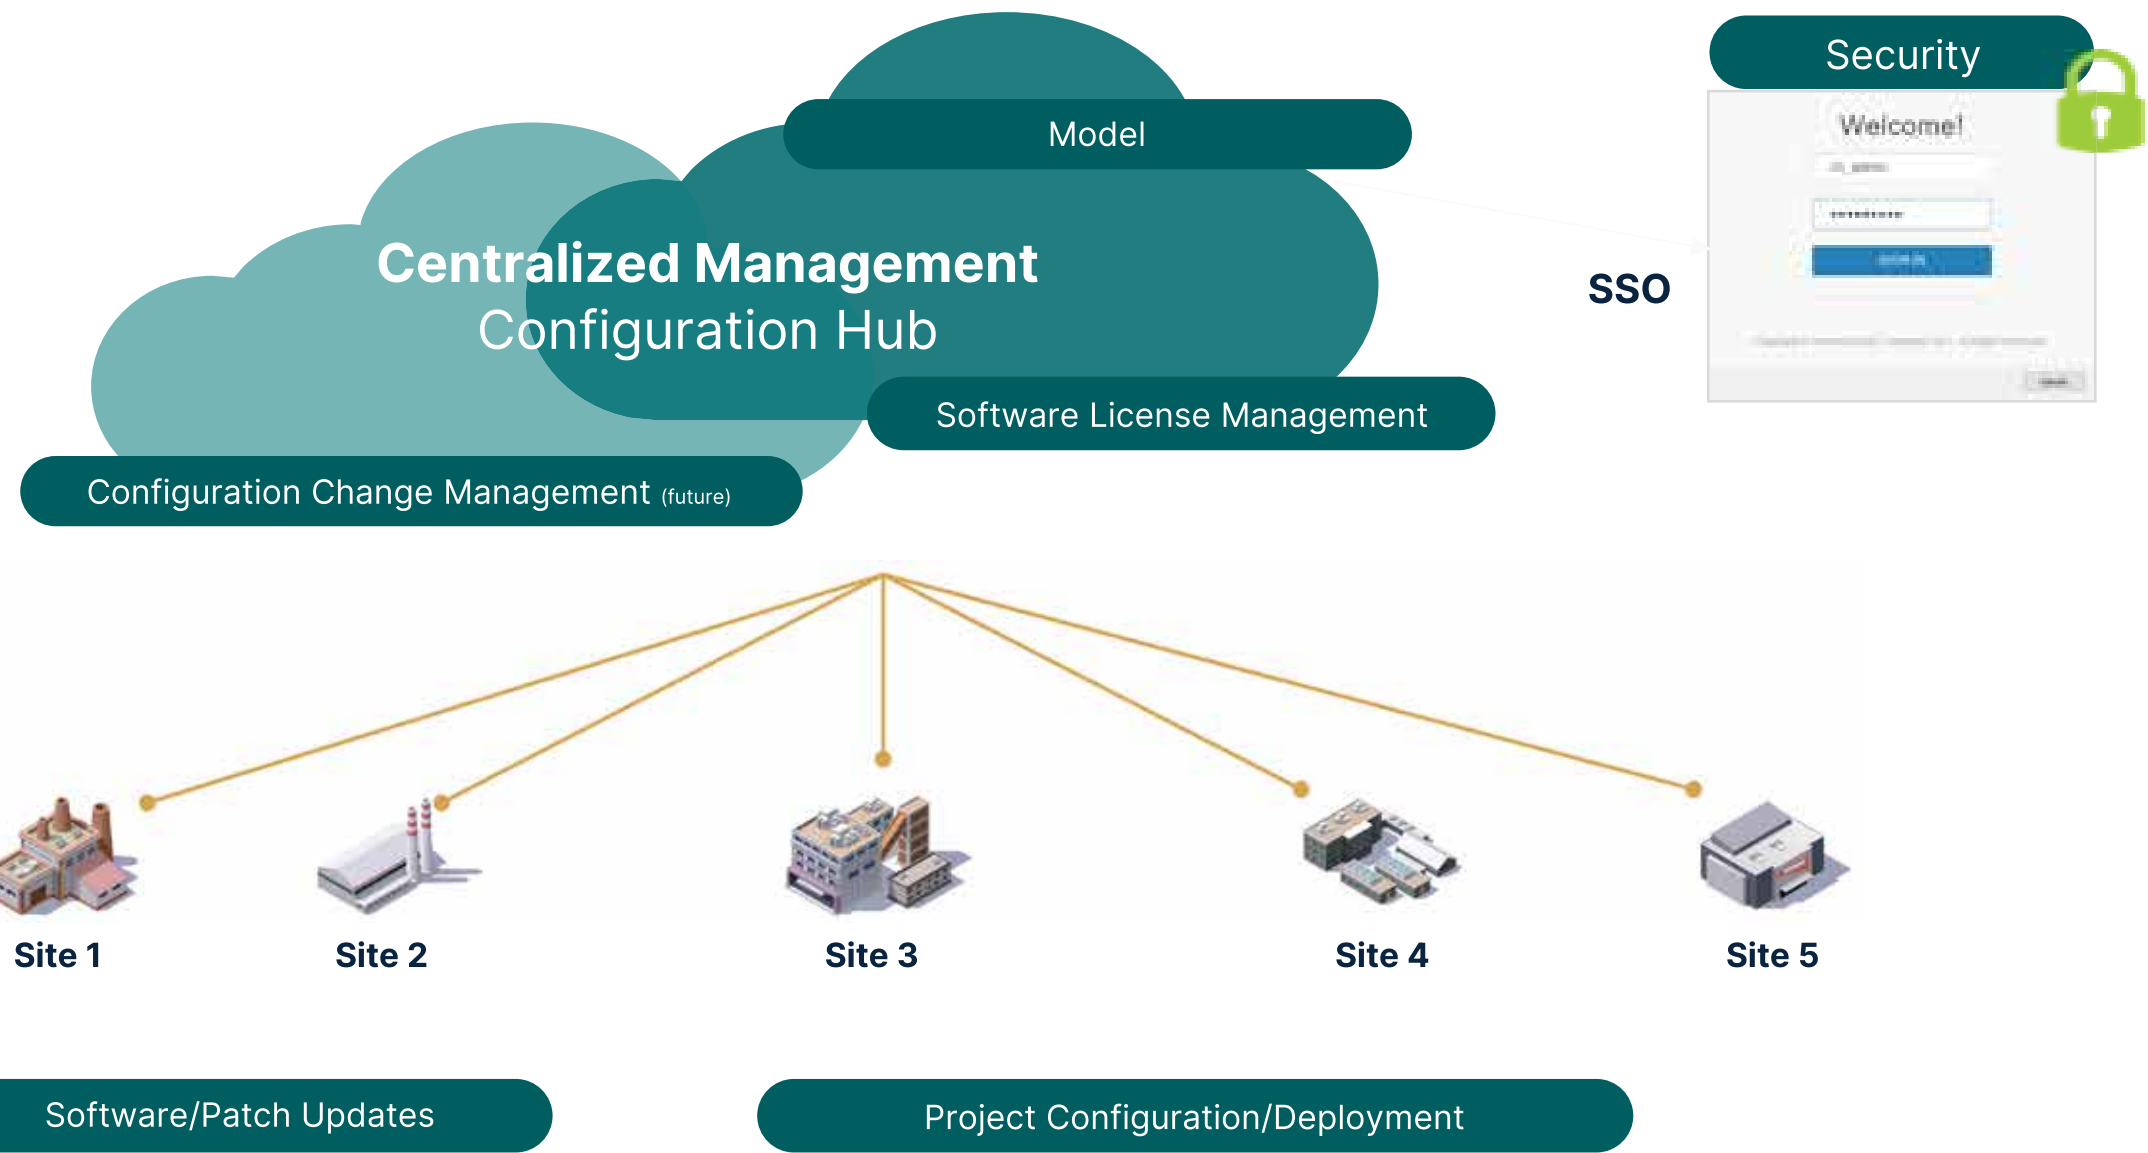 Security
Model
Welcome!
Centralized Management
SSO
Configuration Hub
Software License Management
Configuration Change Management (future)
Site 1
Site 2
Site 3
Site 4
Site 5
Software/Patch Updates
Project Configuration/Deployment